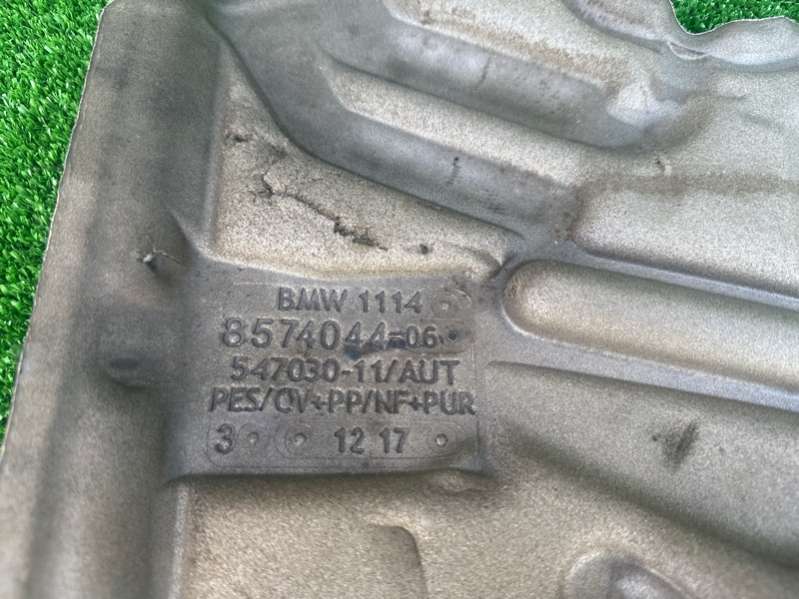 BMW 1114
8574044-06
547030-11/AUT
PES/CV+PP/NF+PUR
3 12 17